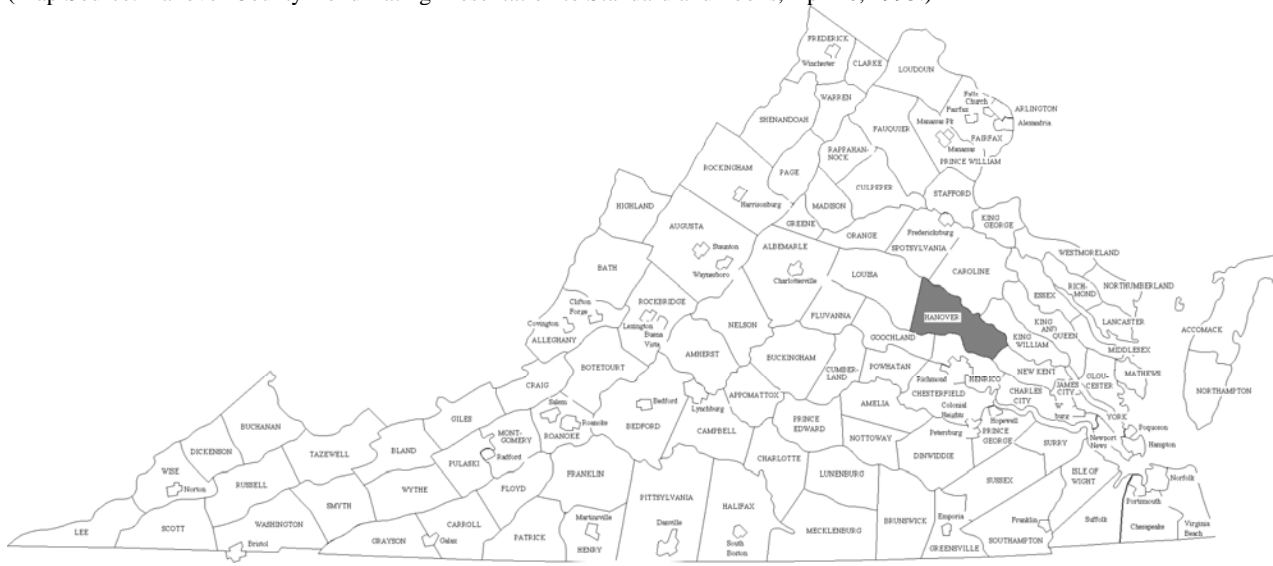 FREDERICK
Winchester
CLARKE
LOUDOUN
WARREN
Falls
Church
Fairfax
ARLINGTON
Alexandria
SHENANDOAH
FAUQUIER
Manassas Pk
FAIRFAX
Manassas
PRINCE WILLIAM
RAPPAHAN-
NOCK
ROCKINGHAM
PAGE
CULPEPER
STAFFORD
HIGHLAND
Harrisonburg
MADISON
GREENE
KING
GEORGE
AUGUSTA
Staunton
Waynesboro
ALBEMARLE
Charlottesville
ORANGE
Fredericksburg
SPOTSYLVANIA
WESTMORELAND
BATH
LOUISA
CAROLINE
RICH-
MOND
NORTHUMBERLAND
ESSEX
Clifton
Forge
ROCKBRIDGE
Covington
ALLEGHANY
Lexington
Buena
Vista
NELSON
FLUVANNA
GOOCHLAND
HANOVER
KING
AND
QUEEN
KING
WILLIAM
LANCASTER
MIDDLESEX
ACCOMACK
AMHERST
BUCKINGHAM
CUMBER-
LAND
POWHATAN
Richmond
HENRICO
NEW KENT
GLOU-
CESTER
MATHEWS
NORTHAMPTON
BOTETOURT
CRAIG
APPOMATTOX
AMELIA
CHESTERFIELD
Colonial
Heights
CHARLES
CITY
JAMES
CITY
W
burg
YORK
Poquoson
Hampton
Newport
News
GILES
Salem
Roanoke
ROANOKE
Bedford
BEDFORD
Lynchburg
CAMPBELL
PRINCE
EDWARD
NOTTOWAY
Petersburg
Hopewell
PRINCE
GEORGE
DINWIDDIE
SURRY
BUCHANAN
DICKENSON
TAZEWELL
BLAND
MONT-
GOMERY
Radford
PULASKI
CHARLOTTE
LUNENBURG
SUSSEX
ISLE OF
WIGHT
Norfolk
Portsmouth
WISE
Norton
RUSSELL
WYTHE
FLOYD
FRANKLIN
PITTSYLVANIA
HALIFAX
SMYTH
LEE
SCOTT
WASHINGTON
Bristol
GRAYSON
Galax
CARROLL
PATRICK
Martinsville
HENRY
Danville
South
Boston
MECKLENBURG
BRUNSWICK
Emporia
GREENSVILLE
Franklin
SOUTHAMPTON
Suffolk
Chesapeake
Virginia
Beach